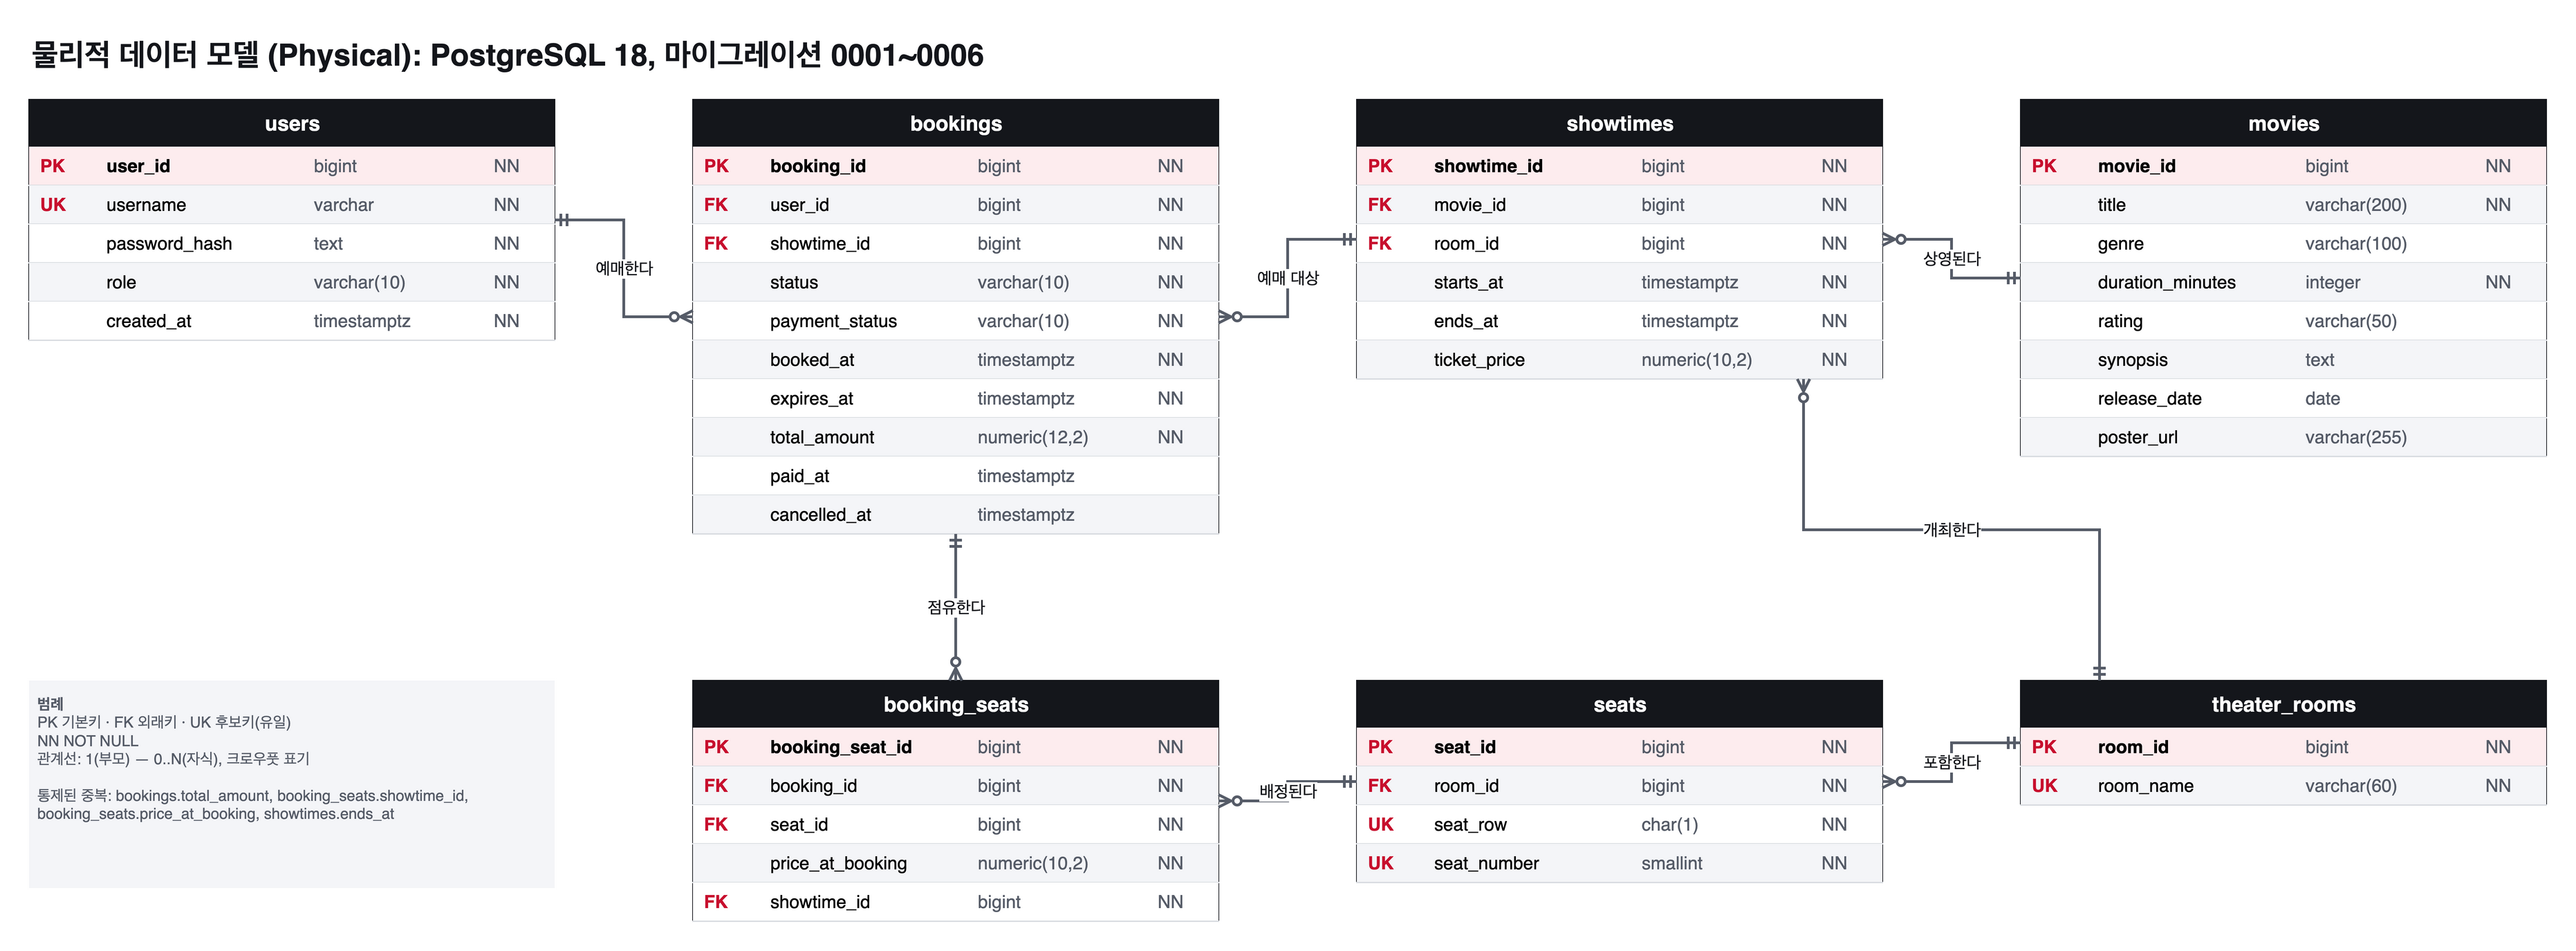 물리적 데이터 모델 (Physical): PostgreSQL 18, 마이그레이션 0001~0006
users
PK user_id bigint NN
UK username varchar NN
password_hash text NN
role varchar(10) NN
created_at timestamptz NN
예매한다
bookings
PK booking_id bigint NN
FK user_id bigint NN
FK showtime_id bigint NN
status varchar(10) NN
payment_status varchar(10) NN
booked_at timestamptz NN
expires_at timestamptz NN
total_amount numeric(12,2) NN
paid_at timestamptz
cancelled_at timestamptz
예매 대상
showtimes
PK showtime_id bigint NN
FK movie_id bigint NN
FK room_id bigint NN
starts_at timestamptz NN
ends_at timestamptz NN
ticket_price numeric(10,2) NN
상영된다
movies
PK movie_id bigint NN
title varchar(200) NN
genre varchar(100)
duration_minutes integer NN
rating varchar(50)
synopsis text
release_date date
poster_url varchar(255)
개최한다
점유한다
범례
PK 기본키 · FK 외래키 · UK 후보키(유일)
NN NOT NULL
관계선: 1(부모) — 0..N(자식), 크로우풋 표기
통제된 중복: bookings.total_amount, booking_seats.showtime_id,
booking_seats.price_at_booking, showtimes.ends_at
booking_seats
PK booking_seat_id bigint NN
FK booking_id bigint NN
FK seat_id bigint NN
price_at_booking numeric(10,2) NN
FK showtime_id bigint NN
배정된다
seats
PK seat_id bigint NN
FK room_id bigint NN
UK seat_row char(1) NN
UK seat_number smallint NN
포함한다
theater_rooms
PK room_id bigint NN
UK room_name varchar(60) NN